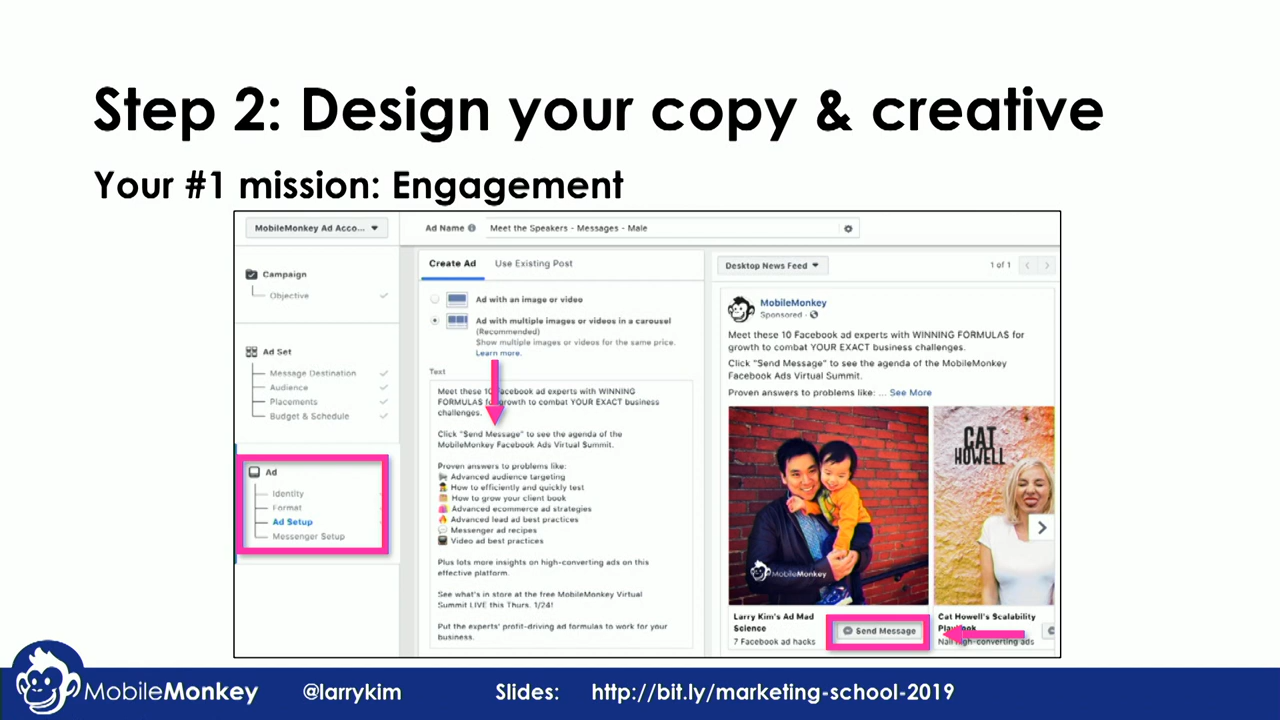 Step 2: Design your copy & creative
Your #1 mission: Engagement
MobileMonkey Ad Acco...
Ad Name
Meet the Speakers - Messages - Male
Campaign
Objective
Ad Set
Message Destination
Audience
Placements
Budget & Schedule
Ad
Identity
Format
Ad Setup
Messenger Setup
Create Ad
Use Existing Post
Ad with an image or video
Ad with multiple images or videos in a carousel
(Recommended)
Show multiple images or videos for the same price.
Learn more.
Text
Meet these 10 Facebook ad experts with WINNING
FORMULAS for growth to combat YOUR EXACT business
challenges.
Click "Send Message" to see the agenda of the
MobileMonkey Facebook Ads Virtual Summit.
Proven answers to problems like:
Advanced audience targeting
How to efficiently and quickly test
How to grow your client book
Advanced ecommerce ad strategies
Advanced lead ad best practices
Messenger ad recipes
Video ad best practices
Plus lots more insights on high-converting ads on this
effective platform.
See what's in store at the free MobileMonkey Virtual
Summit LIVE this Thurs. 1/24!
Put the experts' profit-driving ad formulas to work for your
business.
Desktop News Feed
1 of 1
MobileMonkey
Sponsored ·
Meet these 10 Facebook ad experts with WINNING FORMULAS for
growth to combat YOUR EXACT business challenges.
Click "Send Message" to see the agenda of the MobileMonkey
Facebook Ads Virtual Summit.
Proven answers to problems like: ... See More
MobileMonkey
CAT
HOWELL
Larry Kim's Ad Mad
Science
7 Facebook ad hacks
Send Message
Cat Howell's Scalability
Playbook
Nail high-converting ads
MobileMonkey
@larrykim
Slides:
http://bit.ly/marketing-school-2019